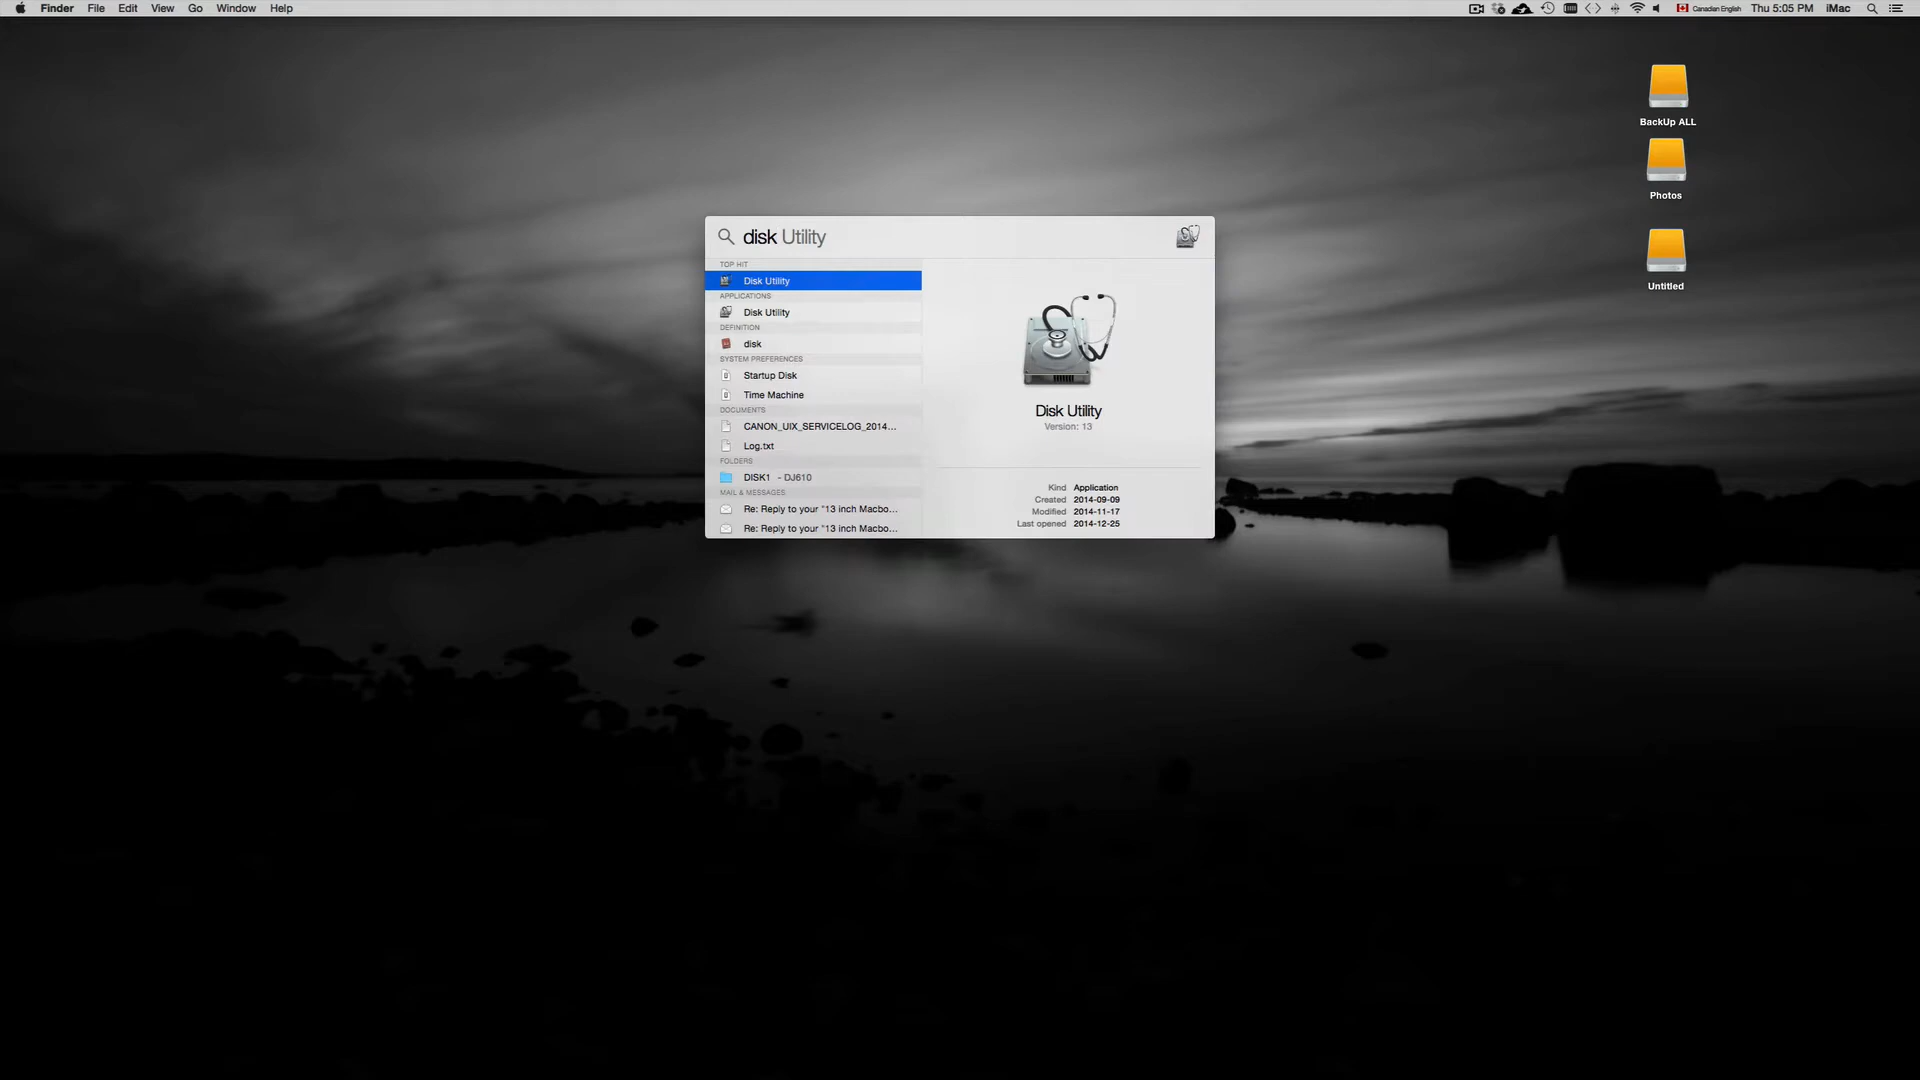 Finder File Edit View Go Window Help
Canadian English Thu 5:05 PM iMac
BackUp ALL
Photos
Untitled
disk Utility
TOP HIT
Disk Utility
APPLICATIONS
Disk Utility
DEFINITION
disk
SYSTEM PREFERENCES
Startup Disk
Time Machine
DOCUMENTS
CANON_UIX_SERVICELOG_2014...
Log.txt
FOLDERS
DISK1 - DJ610
MAIL & MESSAGES
Re: Reply to your "13 inch Macbo...
Re: Reply to your "13 inch Macbo...
Disk Utility
Version: 13
Kind Application
Created 2014-09-09
Modified 2014-11-17
Last opened 2014-12-25